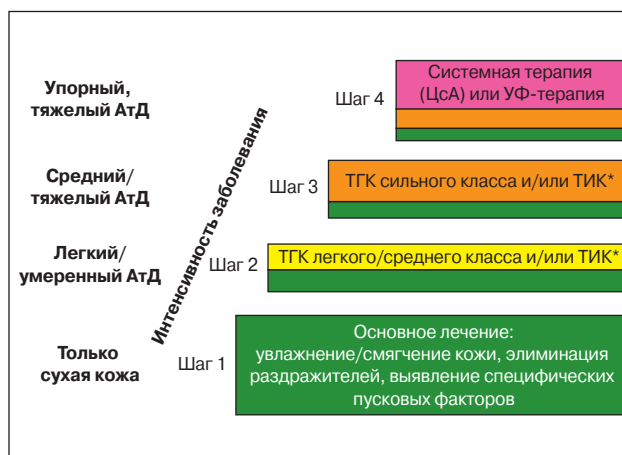 Упорный,
тяжелый АтД
Шаг 4
Системная терапия
(ЦсА) или УФ-терапия
Средний/
тяжелый АтД
Шаг 3
ТГК сильного класса и/или ТИК*
Легкий/
умеренный АтД
Шаг 2
ТГК легкого/среднего класса и/или ТИК*
Только
сухая кожа
Шаг 1
Основное лечение:
увлажнение/смягчение кожи, элиминация
раздражителей, выявление специфических
пусковых факторов
Интенсивность заболевания